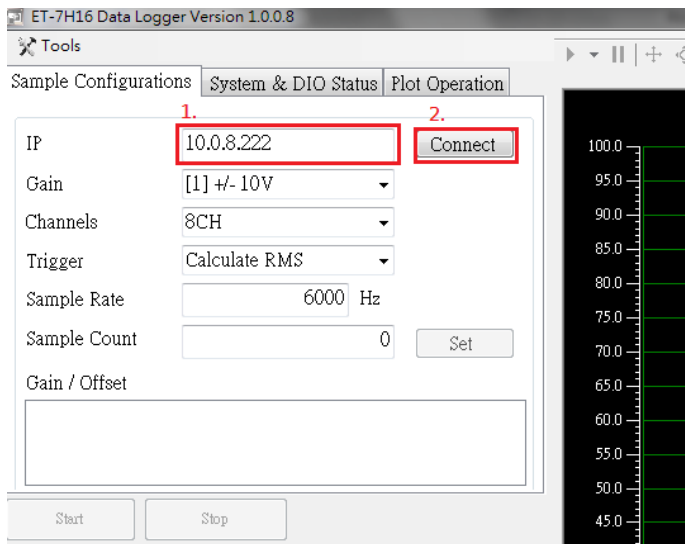 ET-7H16 Data Logger Version 1.0.0.8
Tools
Sample Configurations System & DIO Status Plot Operation
1. 2.
IP 10.0.8.222 Connect
Gain [1] +/- 10V
Channels 8CH
Trigger Calculate RMS
Sample Rate 6000 Hz
Sample Count 0 Set
Gain / Offset
Start Stop
100.0
95.0
90.0
85.0
80.0
75.0
70.0
65.0
60.0
55.0
50.0
45.0